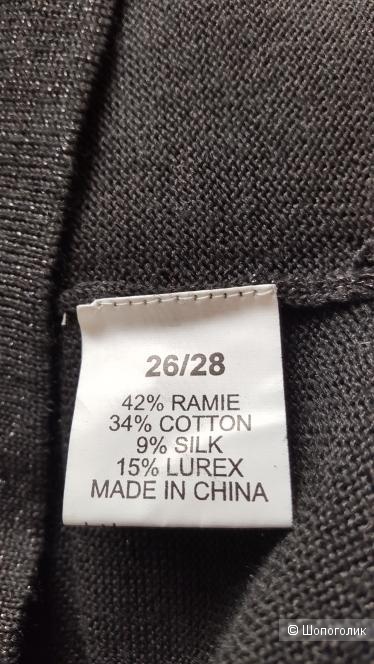 26/28
42% RAMIE
34% COTTON
9% SILK
15% LUREX
MADE IN CHINA
© Шопоголик